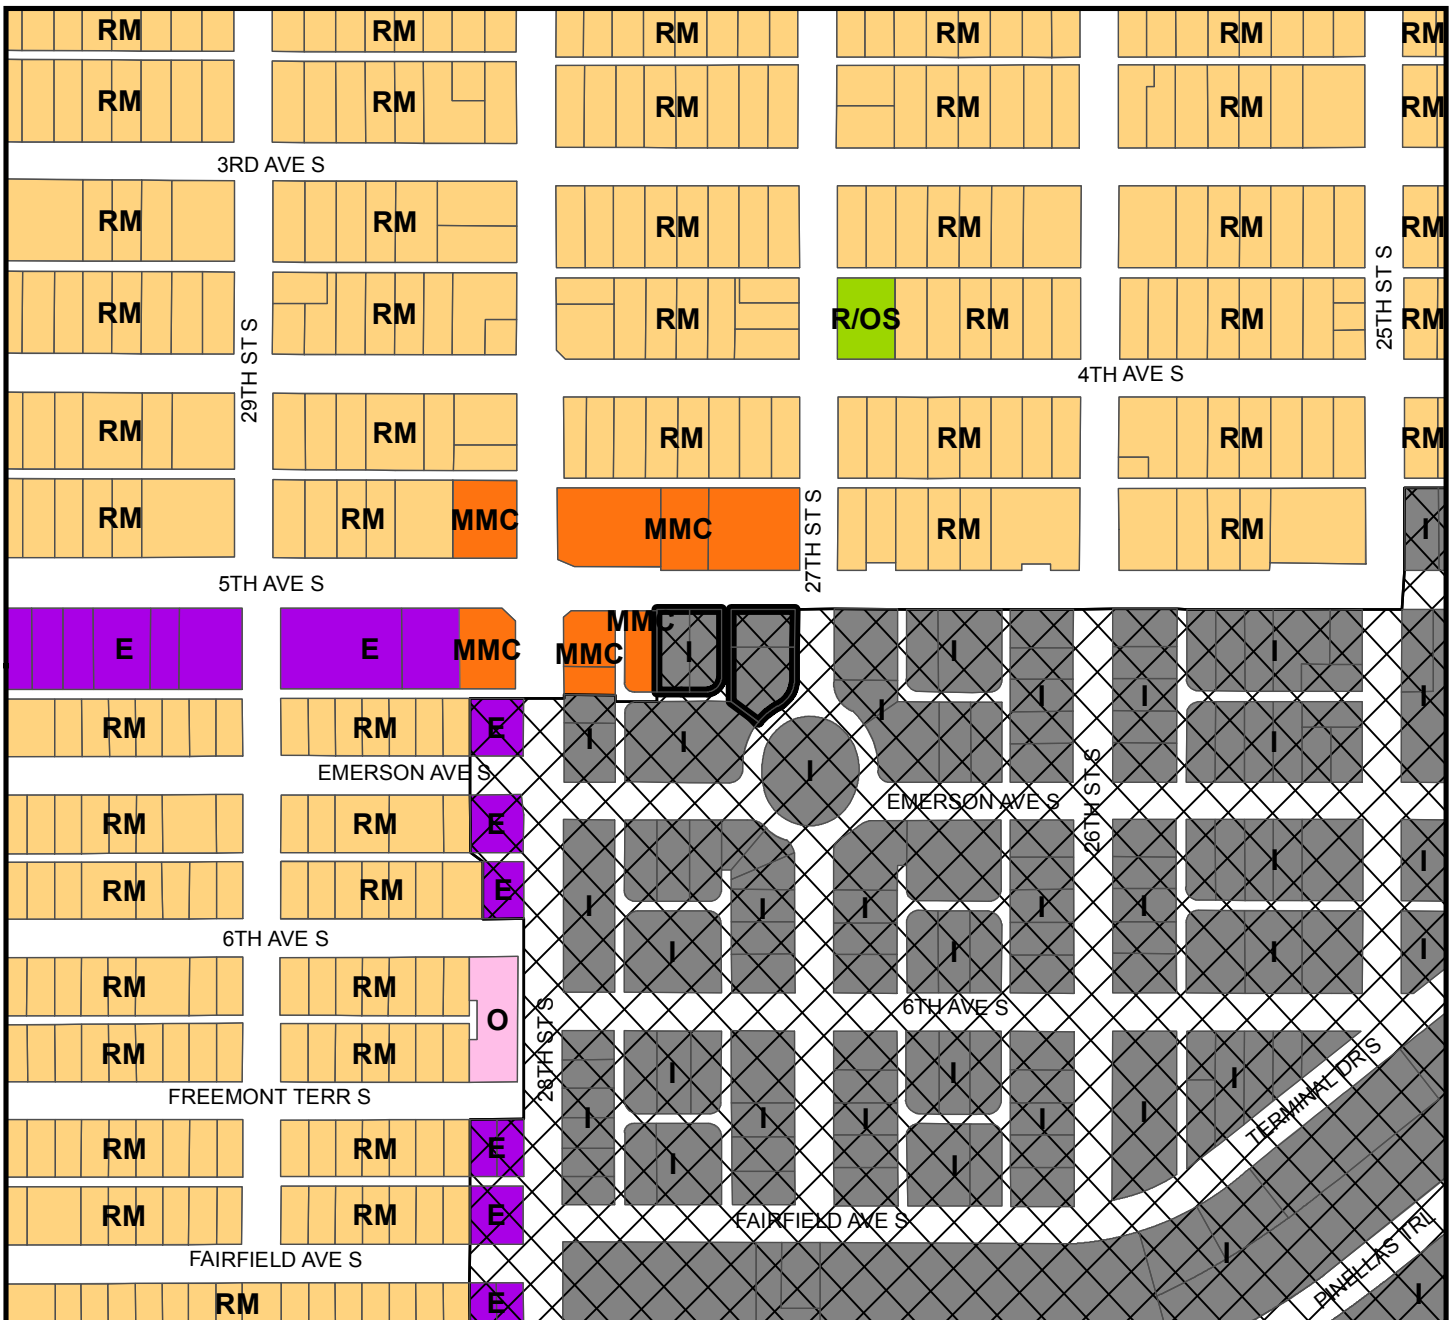 RM RM RM RM RM RM
RM RM RM RM RM RM
3RD AVE S
RM RM RM RM RM RM
25TH ST S
RM RM RM R/OS RM RM RM
29TH ST S
4TH AVE S
RM RM RM RM RM RM
RM RM MMC MMC RM RM I
27TH ST S
5TH AVE S
MMC
E E MMC MMC I I I I I I
I
RM RM E I I I
I
EMERSON AVE S
EMERSON AVE S
26TH ST S
RM RM E
I I
RM RM E I I I I I
6TH AVE S
I I I I
RM RM
6TH AVE S
O
28TH ST S
RM RM
TERMINAL DR S
I I I
FREEMONT TERR S
I I I I I
RM RM E
I I
RM RM E
FAIRFIELD AVE S
FAIRFIELD AVE S
I
PINELLAS TRL
RM E I